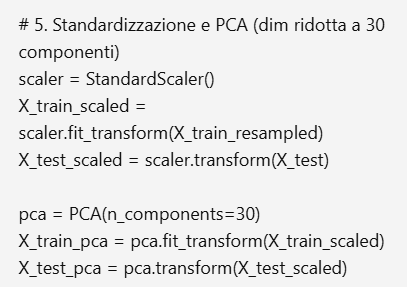 # 5. Standardizzazione e PCA (dim ridotta a 30
componenti)
scaler = StandardScaler()
X_train_scaled =
scaler.fit_transform(X_train_resampled)
X_test_scaled = scaler.transform(X_test)

pca = PCA(n_components=30)
X_train_pca = pca.fit_transform(X_train_scaled)
X_test_pca = pca.transform(X_test_scaled)